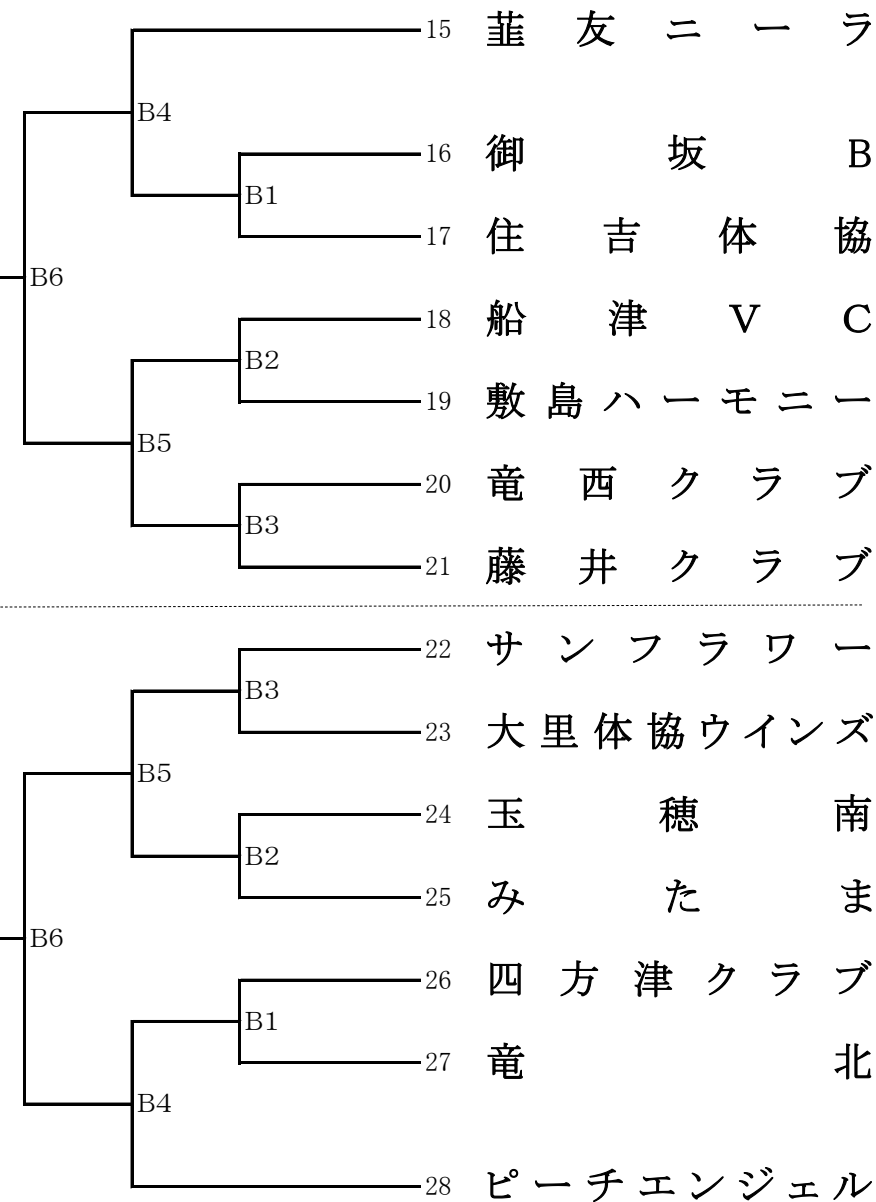 15 韮友ニーラ
B4
16 御坂B
B1
17 住吉体協
B6
18 船津VC
B2
19 敷島ハーモニー
B5
20 竜西クラブ
B3
21 藤井クラブ
22 サンフラワー
B3
23 大里体協ウインズ
B5
24 玉穂南
B2
25 みたま
B6
26 四方津クラブ
B1
27 竜北
B4
28 ピーチエンジェル